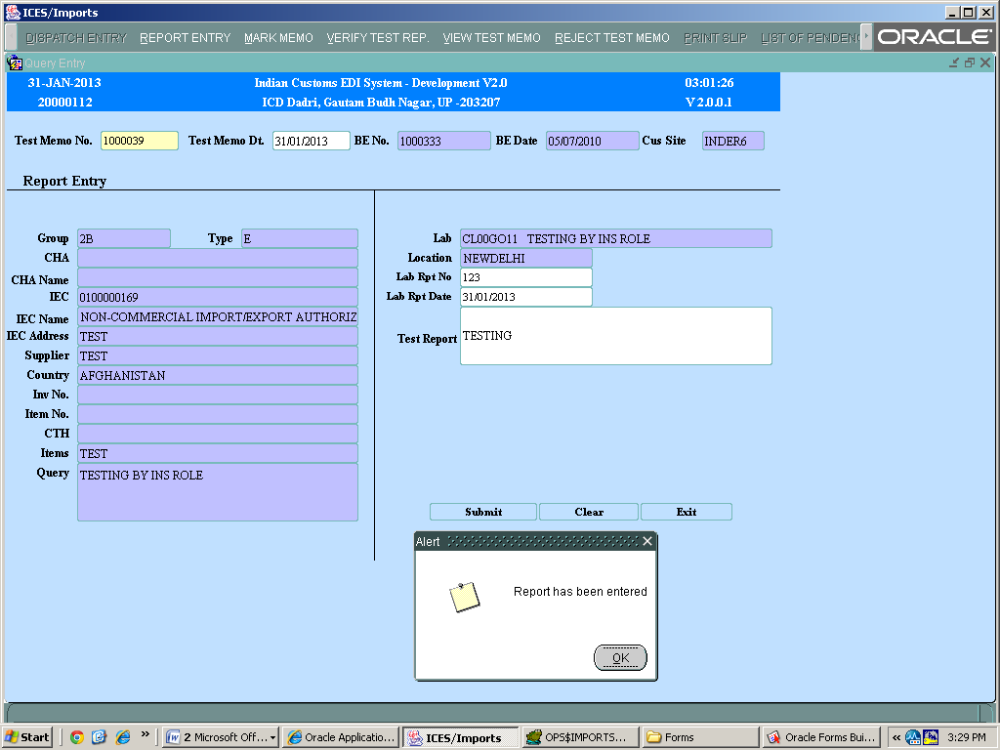 ICES/Imports
DISPATCH ENTRY REPORT ENTRY MARK MEMO VERIFY TEST REP. VIEW TEST MEMO REJECT TEST MEMO PRINT SLIP LIST OF PENDENC ORACLE
Query Entry
31-JAN-2013 Indian Customs EDI System - Development V2.0 03:01:26
20000112 ICD Dadri, Gautam Budh Nagar, UP -203207 V 2.0.0.1
Test Memo No. 1000039 Test Memo Dt. 31/01/2013 BE No. 1000333 BE Date 05/07/2010 Cus Site INDER6
Report Entry
Group 2B Type E
CHA
CHA Name
IEC 0100000169
IEC Name NON-COMMERCIAL IMPORT/EXPORT AUTHORIZ
IEC Address TEST
Supplier TEST
Country AFGHANISTAN
Inv No.
Item No.
CTH
Items TEST
Query TESTING BY INS ROLE
Lab CL00GO11 TESTING BY INS ROLE
Location NEWDELHI
Lab Rpt No 123
Lab Rpt Date 31/01/2013
Test Report TESTING
Submit Clear Exit
Alert
Report has been entered
OK
Start » 2 Microsoft Off... Oracle Applicatio... ICES/Imports OPS$IMPORTS... Forms Oracle Forms Bui... « 3:29 PM